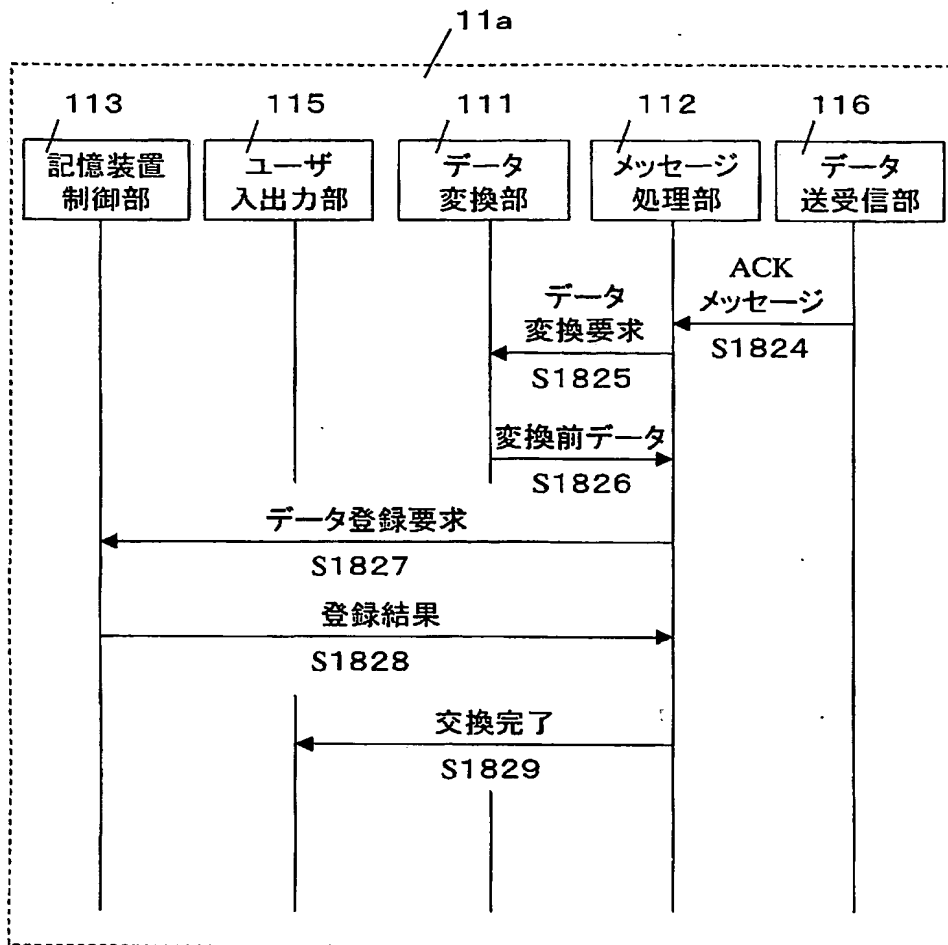 11a
113
115
111
112
116
記憶装置
制御部
ユーザ
入出力部
データ
変換部
メッセージ
処理部
データ
送受信部
ACK
メッセージ
S1824
データ
変換要求
S1825
変換前データ
S1826
データ登録要求
S1827
登録結果
S1828
交換完了
S1829